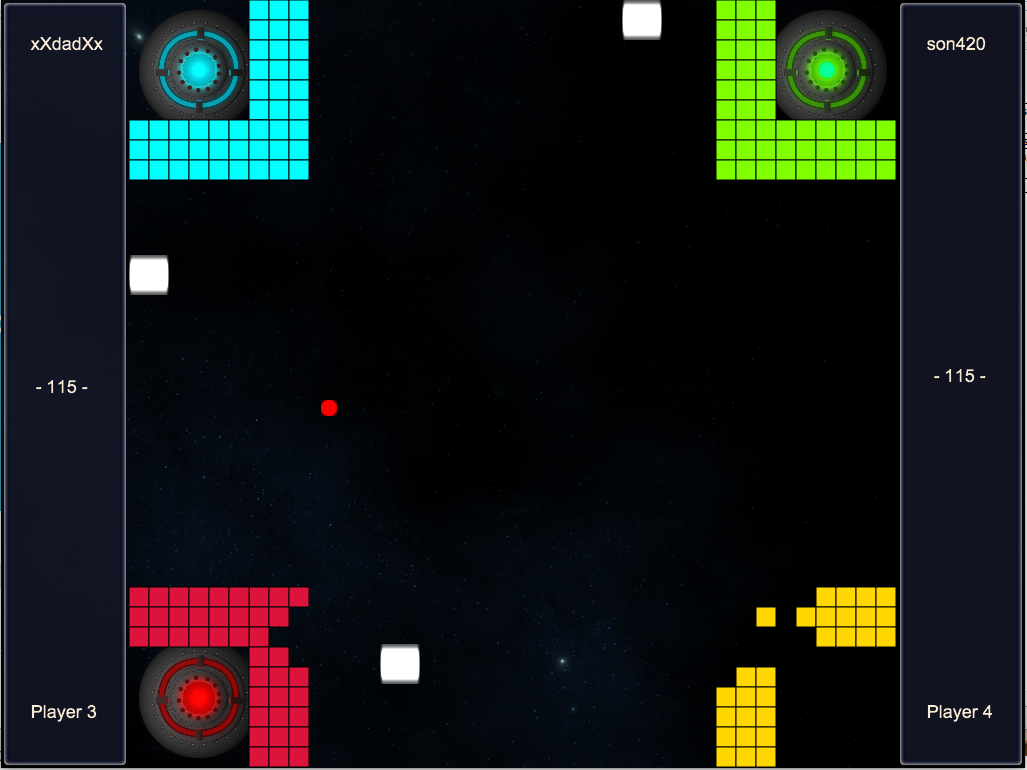 xXdadXx
son420
- 115 -
- 115 -
Player 3
Player 4